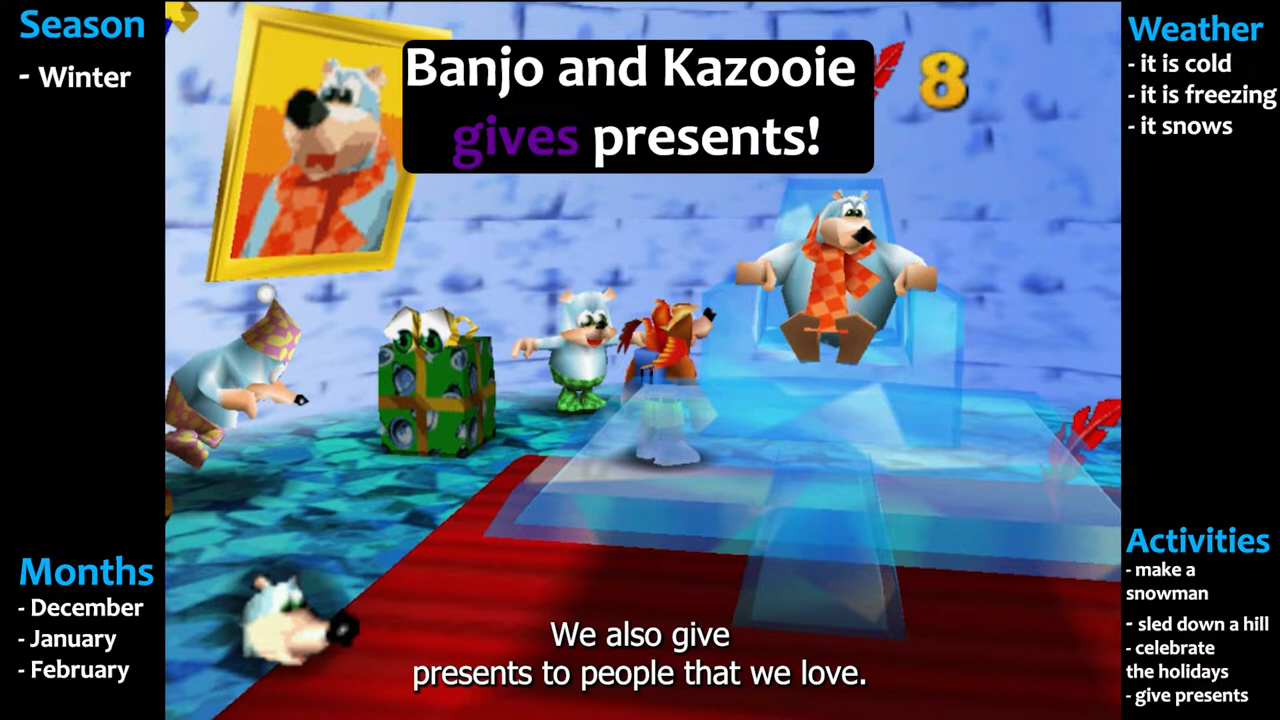 Season
- Winter
Banjo and Kazooie
gives presents!
8
Weather
- it is cold
- it is freezing
- it snows
Months
- December
- January
- February
We also give
presents to people that we love.
Activities
- make a
snowman
- sled down a hill
- celebrate
the holidays
- give presents